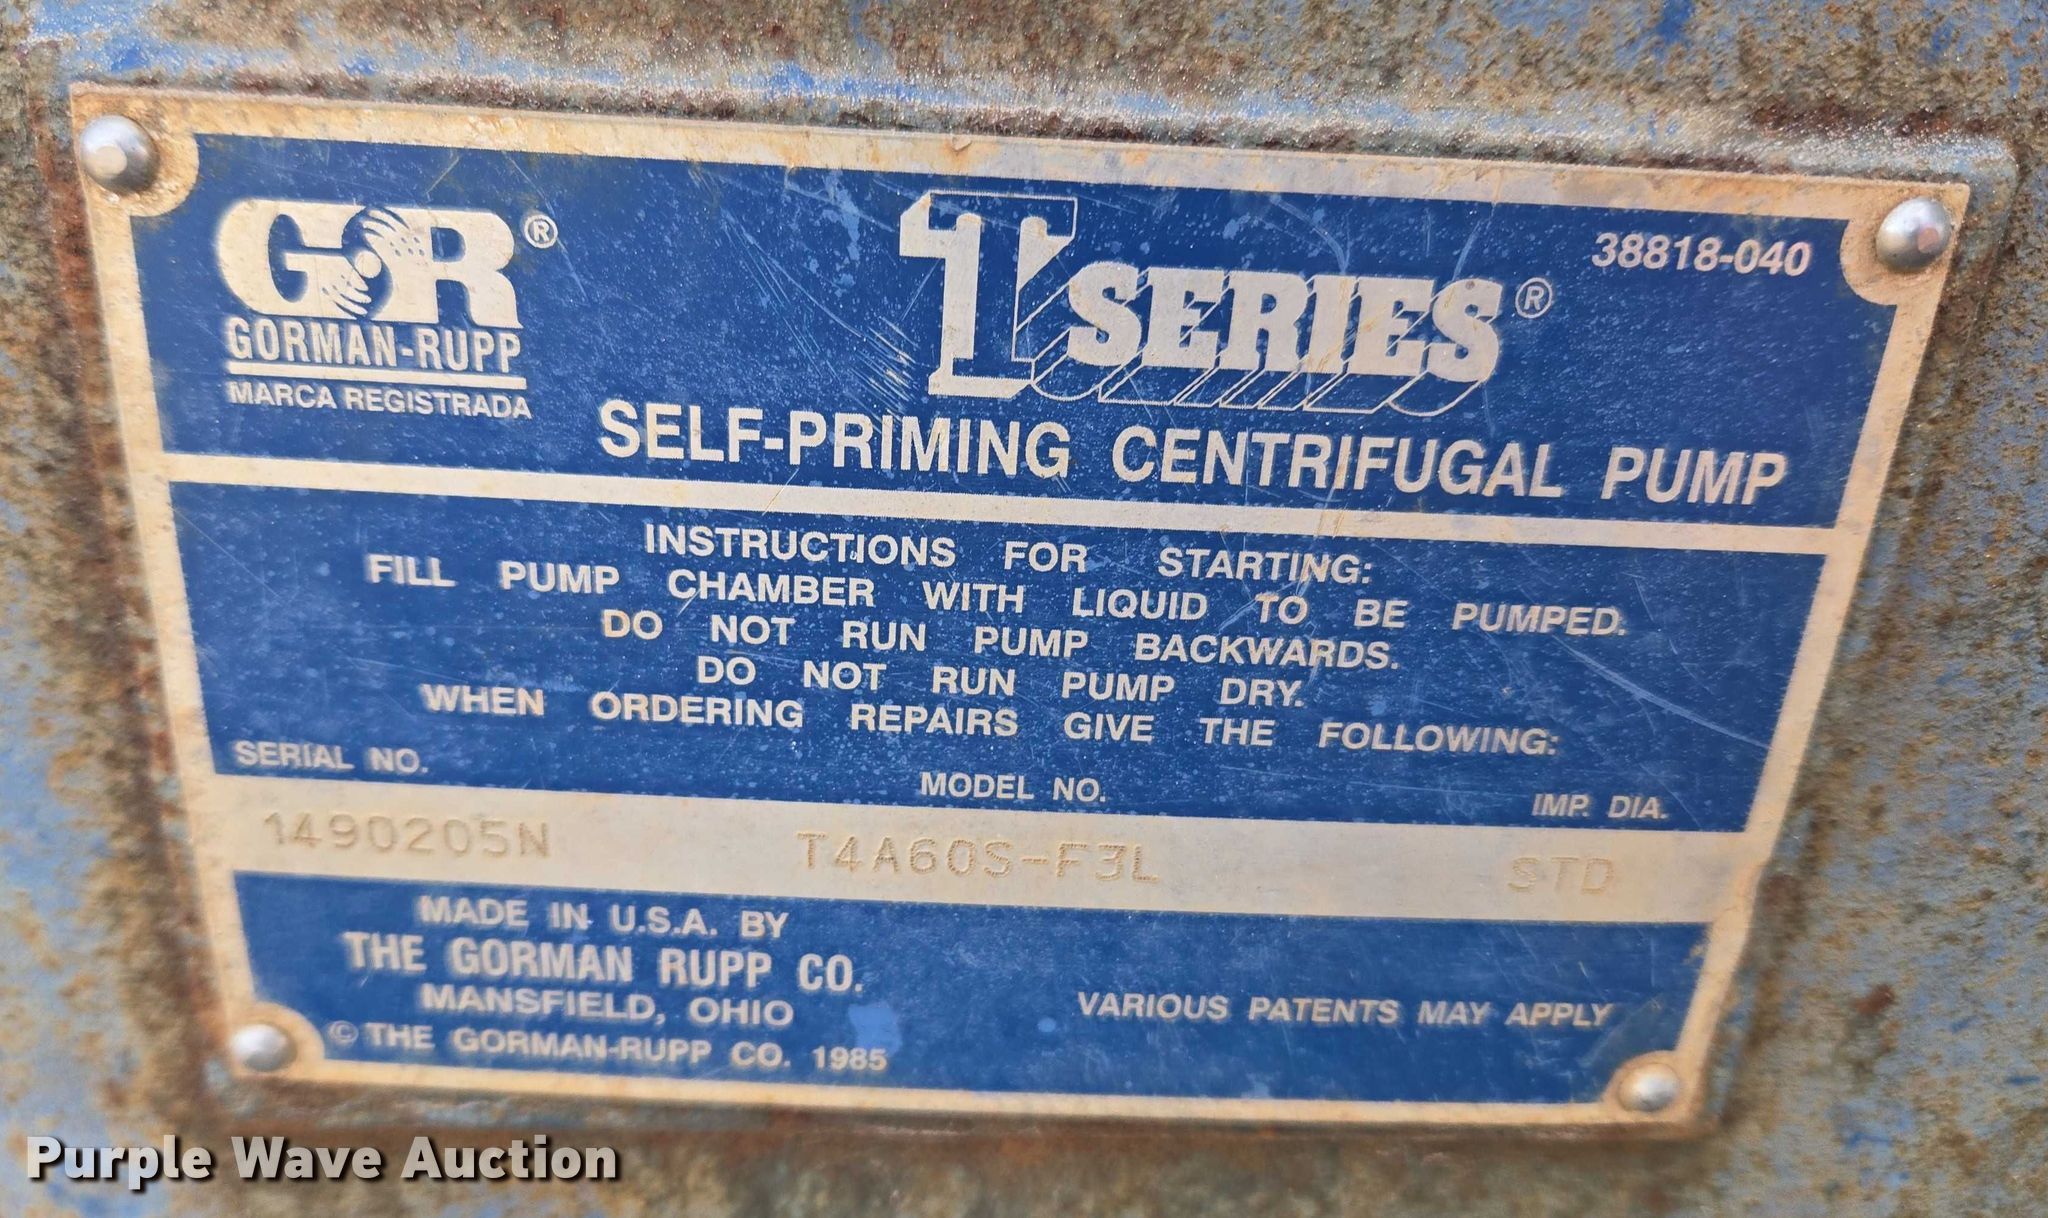 GR®
GORMAN-RUPP
MARCA REGISTRADA
T SERIES®
38818-040
SELF-PRIMING CENTRIFUGAL PUMP
INSTRUCTIONS FOR STARTING:
FILL PUMP CHAMBER WITH LIQUID TO BE PUMPED.
DO NOT RUN PUMP BACKWARDS.
DO NOT RUN PUMP DRY.
WHEN ORDERING REPAIRS GIVE THE FOLLOWING:
SERIAL NO. MODEL NO. IMP. DIA.
1490205N T4A60S-F3L STD
MADE IN U.S.A. BY
THE GORMAN RUPP CO.
MANSFIELD, OHIO
© THE GORMAN-RUPP CO. 1985
VARIOUS PATENTS MAY APPLY
Purple Wave Auction